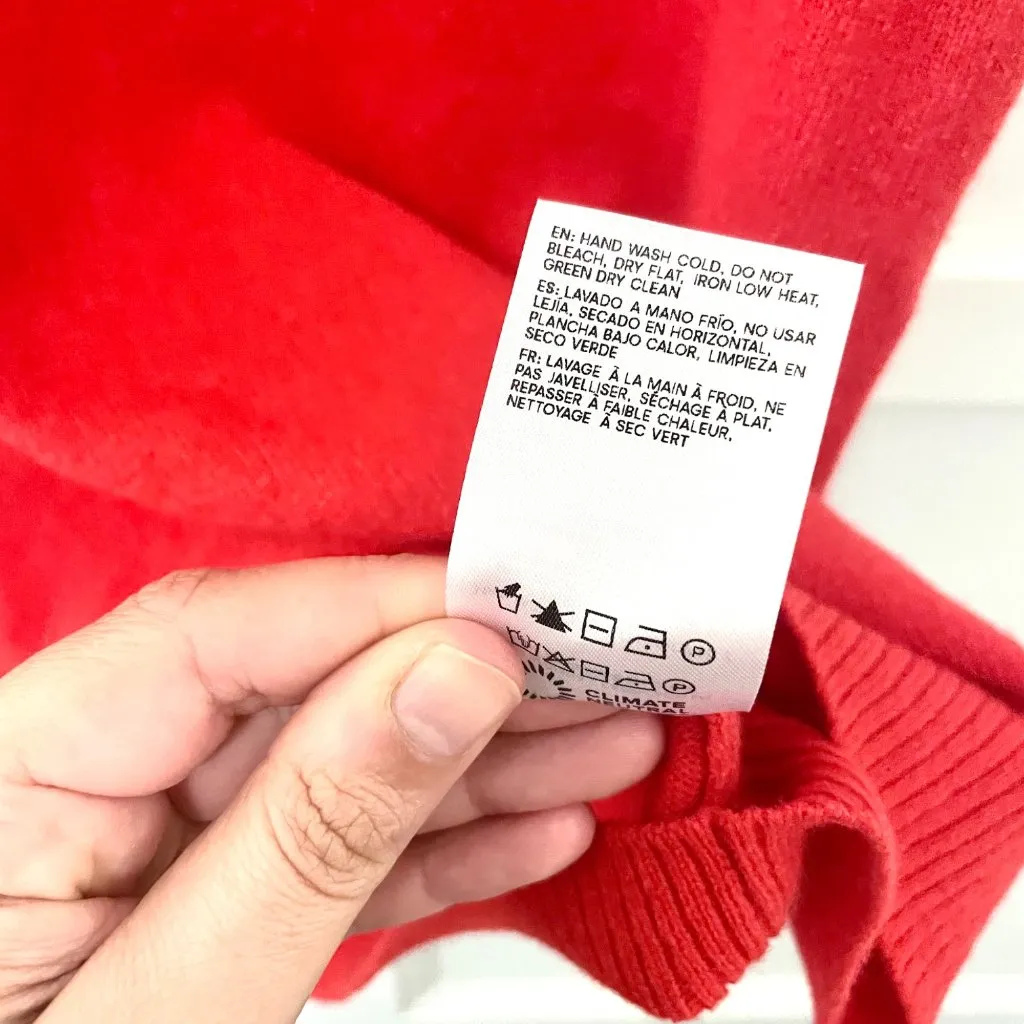 EN: HAND WASH COLD, DO NOT
BLEACH, DRY FLAT, IRON LOW HEAT,
GREEN DRY CLEAN
ES: LAVADO A MANO FRÍO, NO USAR
LEJÍA, SECADO EN HORIZONTAL,
PLANCHA BAJO CALOR, LIMPIEZA EN
SECO VERDE
FR: LAVAGE À LA MAIN À FROID, NE
PAS JAVELLISER, SÉCHAGE À PLAT,
REPASSER À FAIBLE CHALEUR,
NETTOYAGE À SEC VERT
P
P
CLIMATE
NEUTRAL